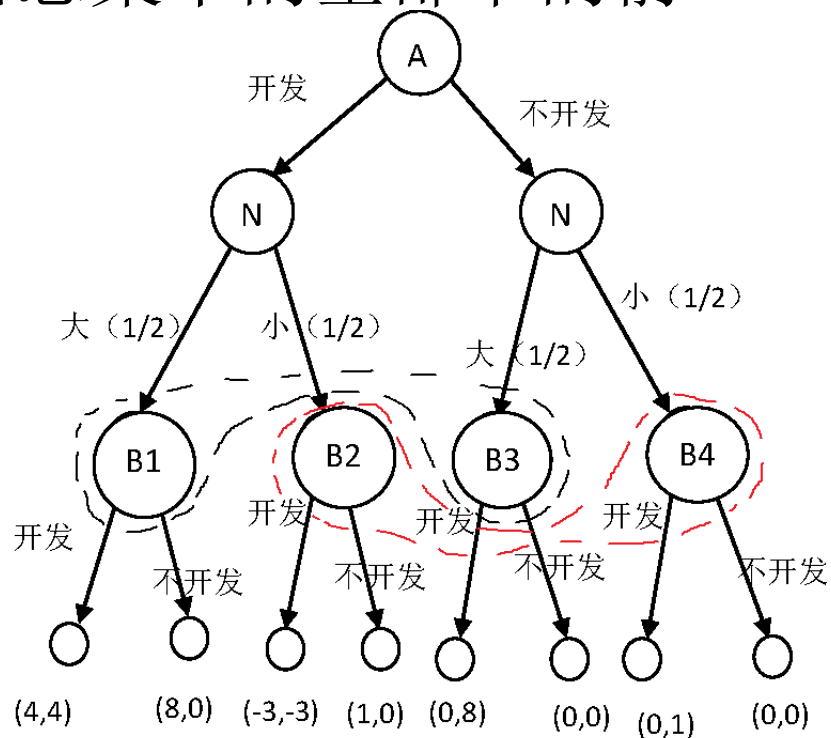 A
开发
不开发
N
N
大（1/2）
小（1/2）
大（1/2）
小（1/2）
B1
B2
B3
B4
开发
不开发
开发
不开发
开发
不开发
开发
不开发
(4,4)
(8,0)
(-3,-3)
(1,0)
(0,8)
(0,0)
(0,1)
(0,0)